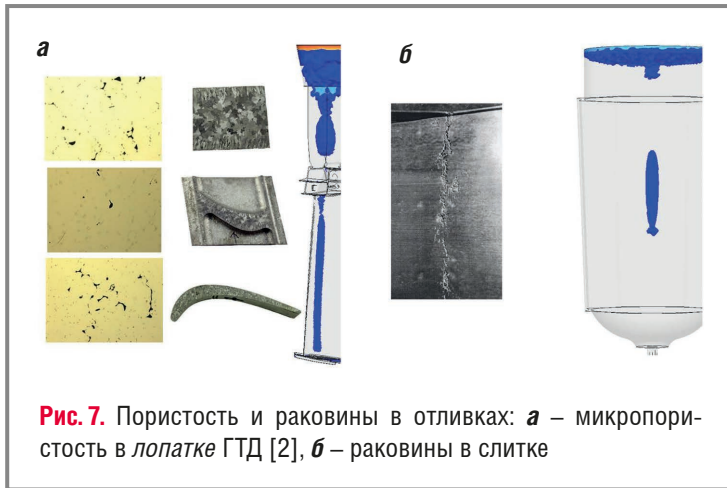 а
б
Рис. 7. Пористость и раковины в отливках: а – микропори-
стость в лопатке ГТД [2], б – раковины в слитке